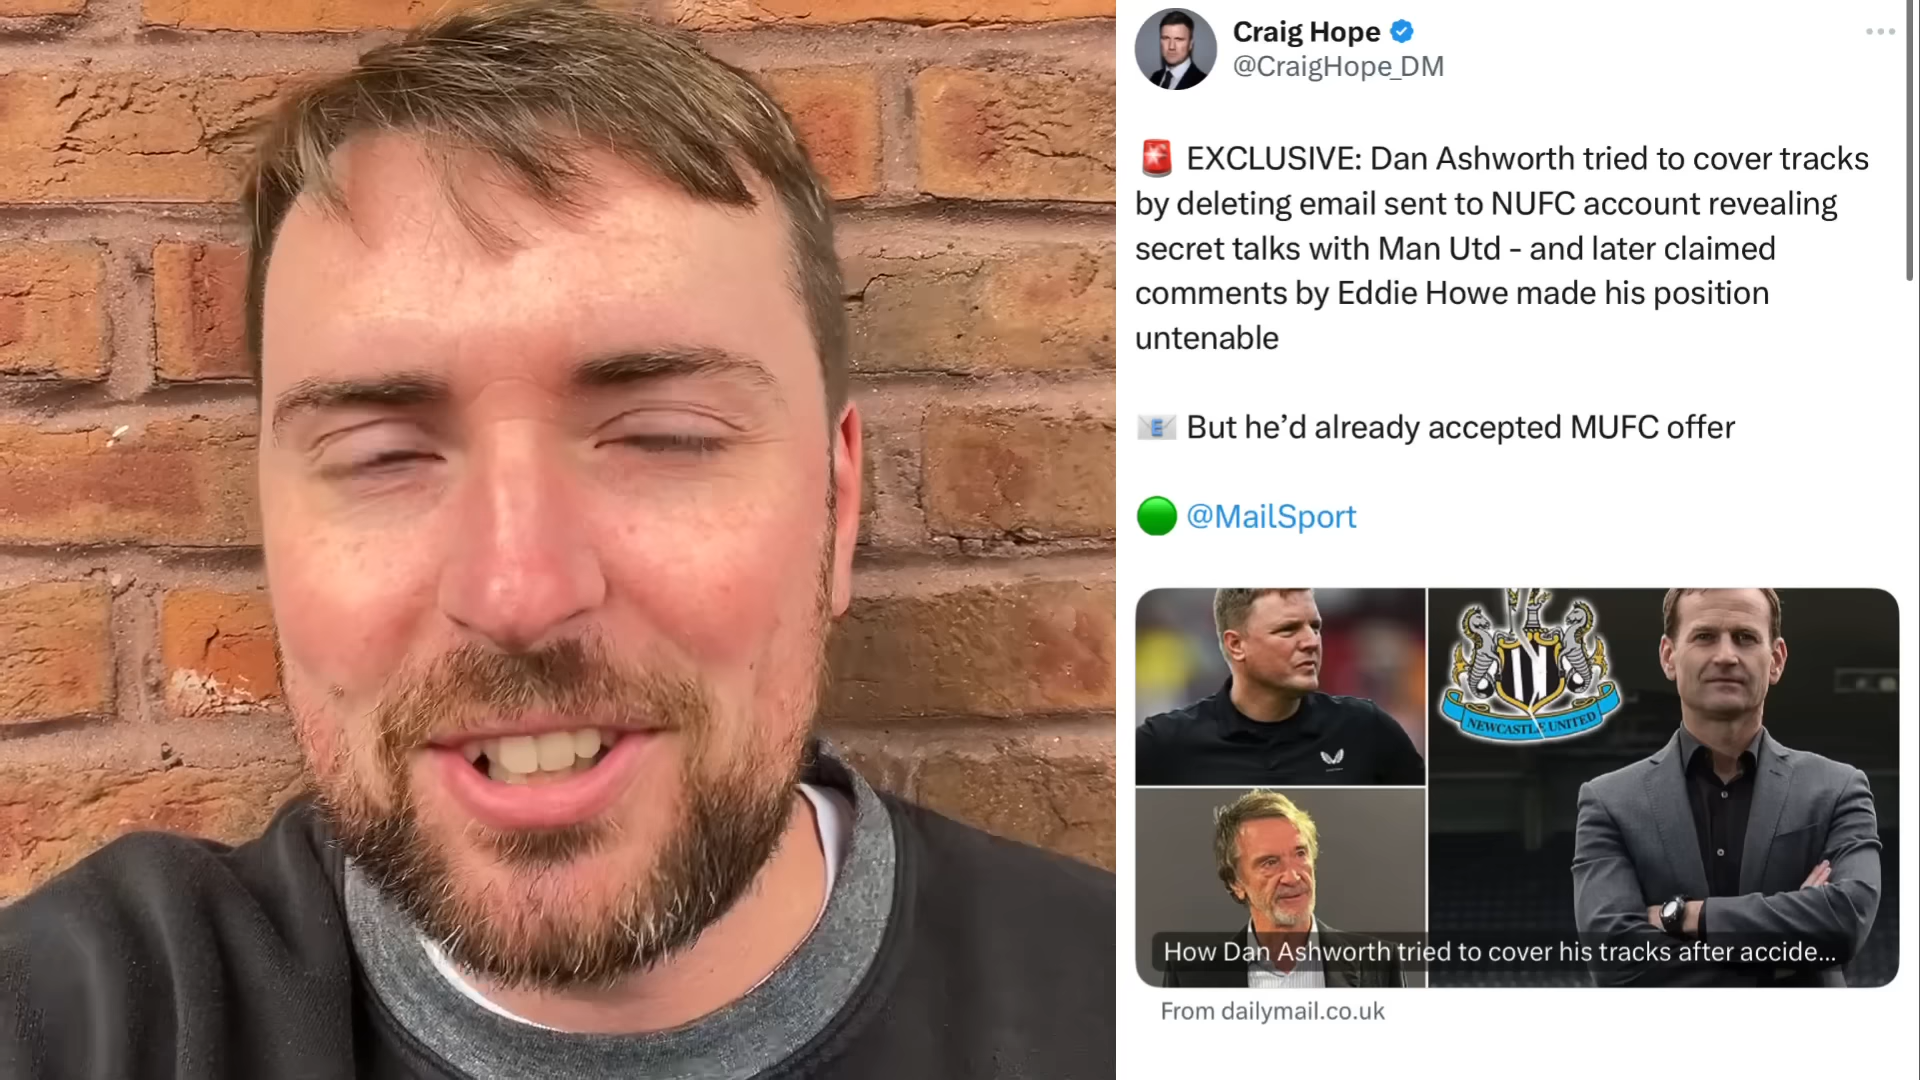 Craig Hope
@CraigHope_DM
🚨 EXCLUSIVE: Dan Ashworth tried to cover tracks
by deleting email sent to NUFC account revealing
secret talks with Man Utd - and later claimed
comments by Eddie Howe made his position
untenable
📧 But he’d already accepted MUFC offer
🟢 @MailSport
NEWCASTLE UNITED
How Dan Ashworth tried to cover his tracks after accide...
From dailymail.co.uk